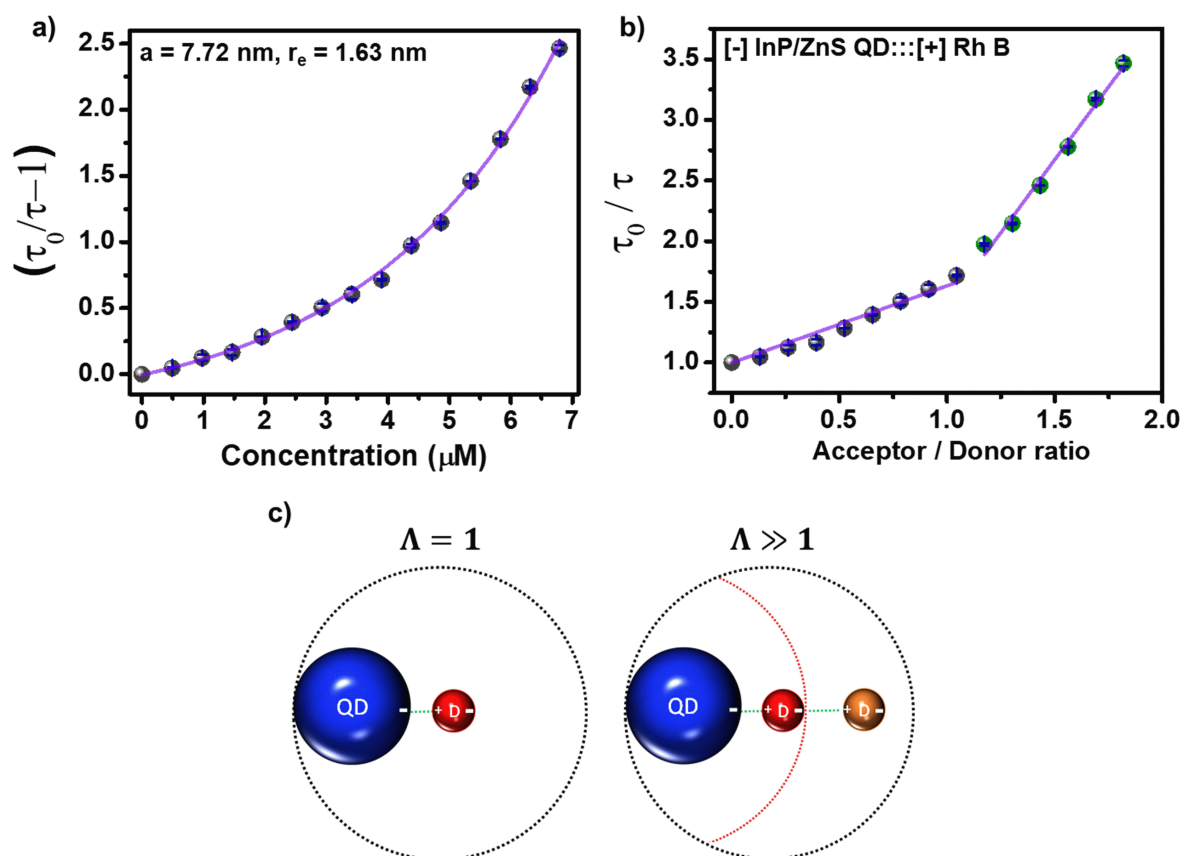 a)
a = 7.72 nm, rₑ = 1.63 nm
2.5
2.0
1.5
1.0
0.5
0.0
(τ₀/τ−1)
0 1 2 3 4 5 6 7
Concentration (μM)
b)
[-] InP/ZnS QD:::[+] Rh B
3.5
3.0
2.5
2.0
1.5
1.0
τ₀ / τ
0.0 0.5 1.0 1.5 2.0
Acceptor / Donor ratio
c)
Λ = 1
QD - + D -
Λ ≫ 1
QD - + D - + D -